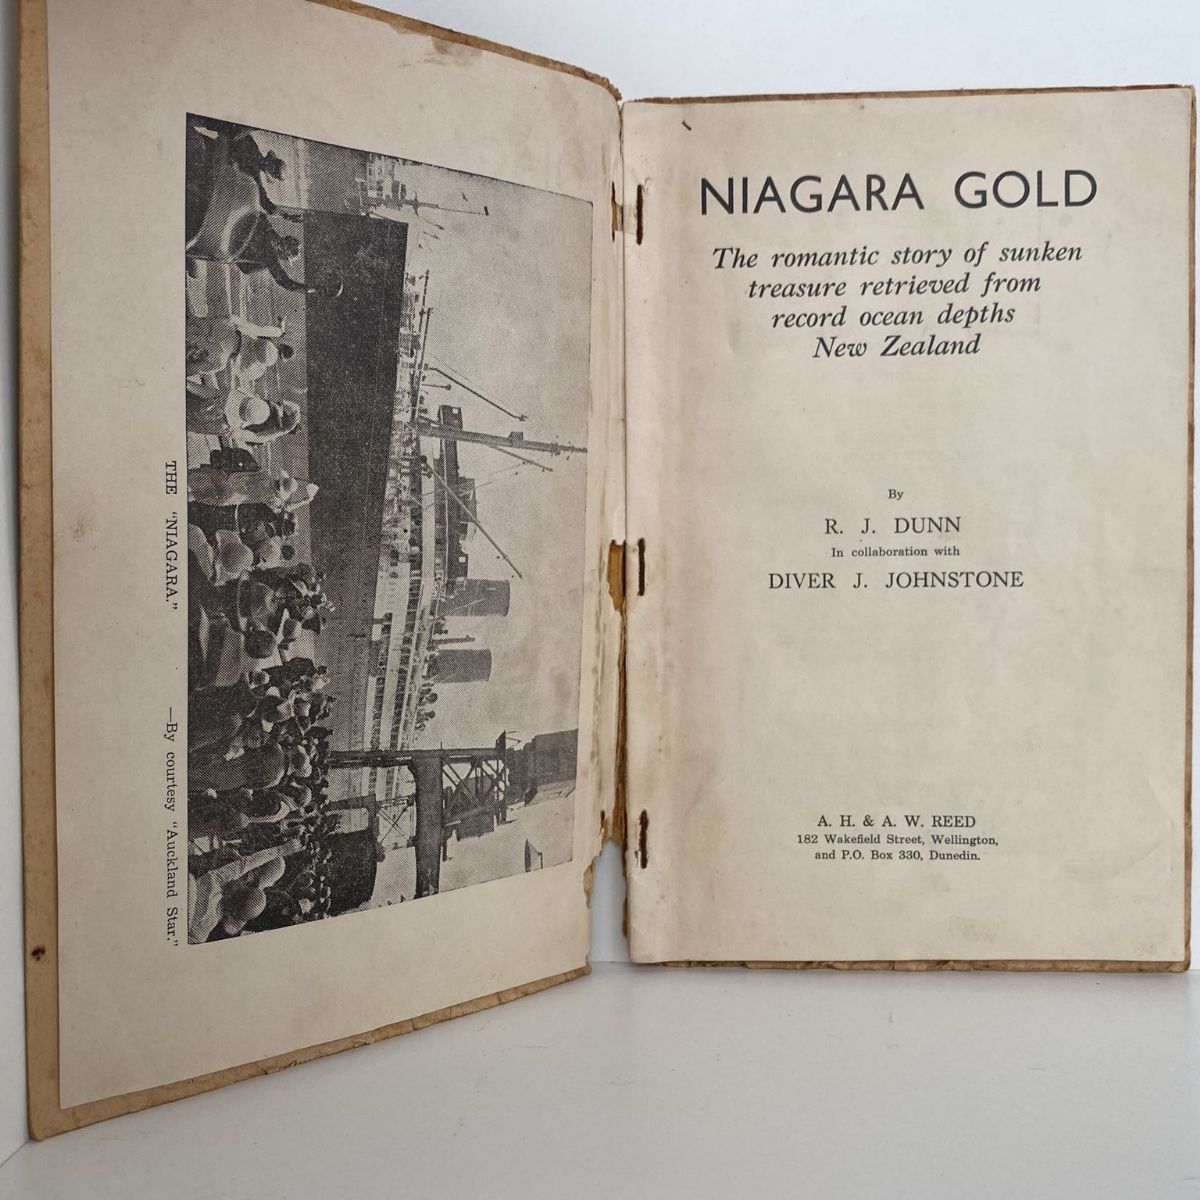 THE "NIAGARA."
—By courtesy "Auckland Star."
NIAGARA GOLD
The romantic story of sunken
treasure retrieved from
record ocean depths
New Zealand
By
R. J. DUNN
In collaboration with
DIVER J. JOHNSTONE
A. H. & A. W. REED
182 Wakefield Street, Wellington,
and P.O. Box 330, Dunedin.